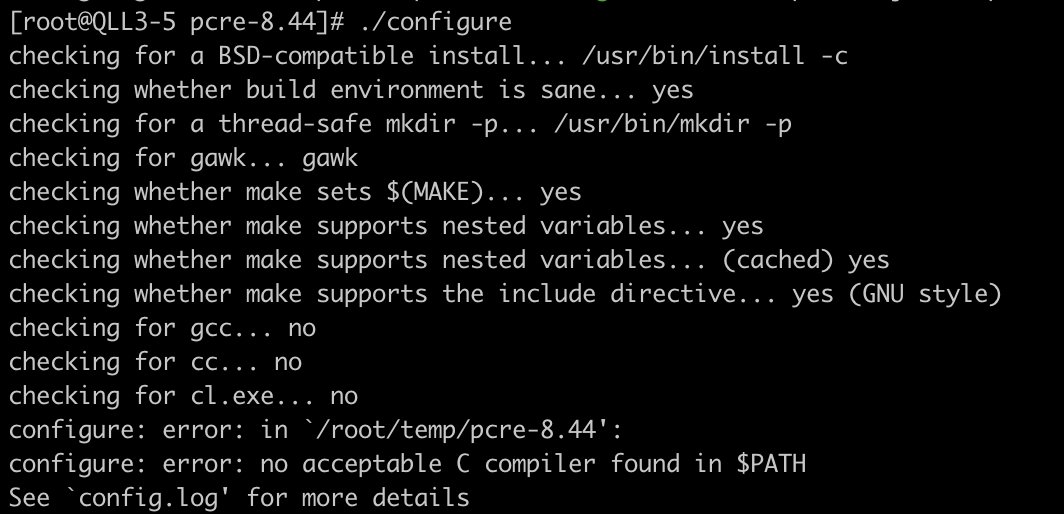 [root@QLL3-5 pcre-8.44]# ./configure
checking for a BSD-compatible install... /usr/bin/install -c
checking whether build environment is sane... yes
checking for a thread-safe mkdir -p... /usr/bin/mkdir -p
checking for gawk... gawk
checking whether make sets $(MAKE)... yes
checking whether make supports nested variables... yes
checking whether make supports nested variables... (cached) yes
checking whether make supports the include directive... yes (GNU style)
checking for gcc... no
checking for cc... no
checking for cl.exe... no
configure: error: in `/root/temp/pcre-8.44':
configure: error: no acceptable C compiler found in $PATH
See `config.log' for more details